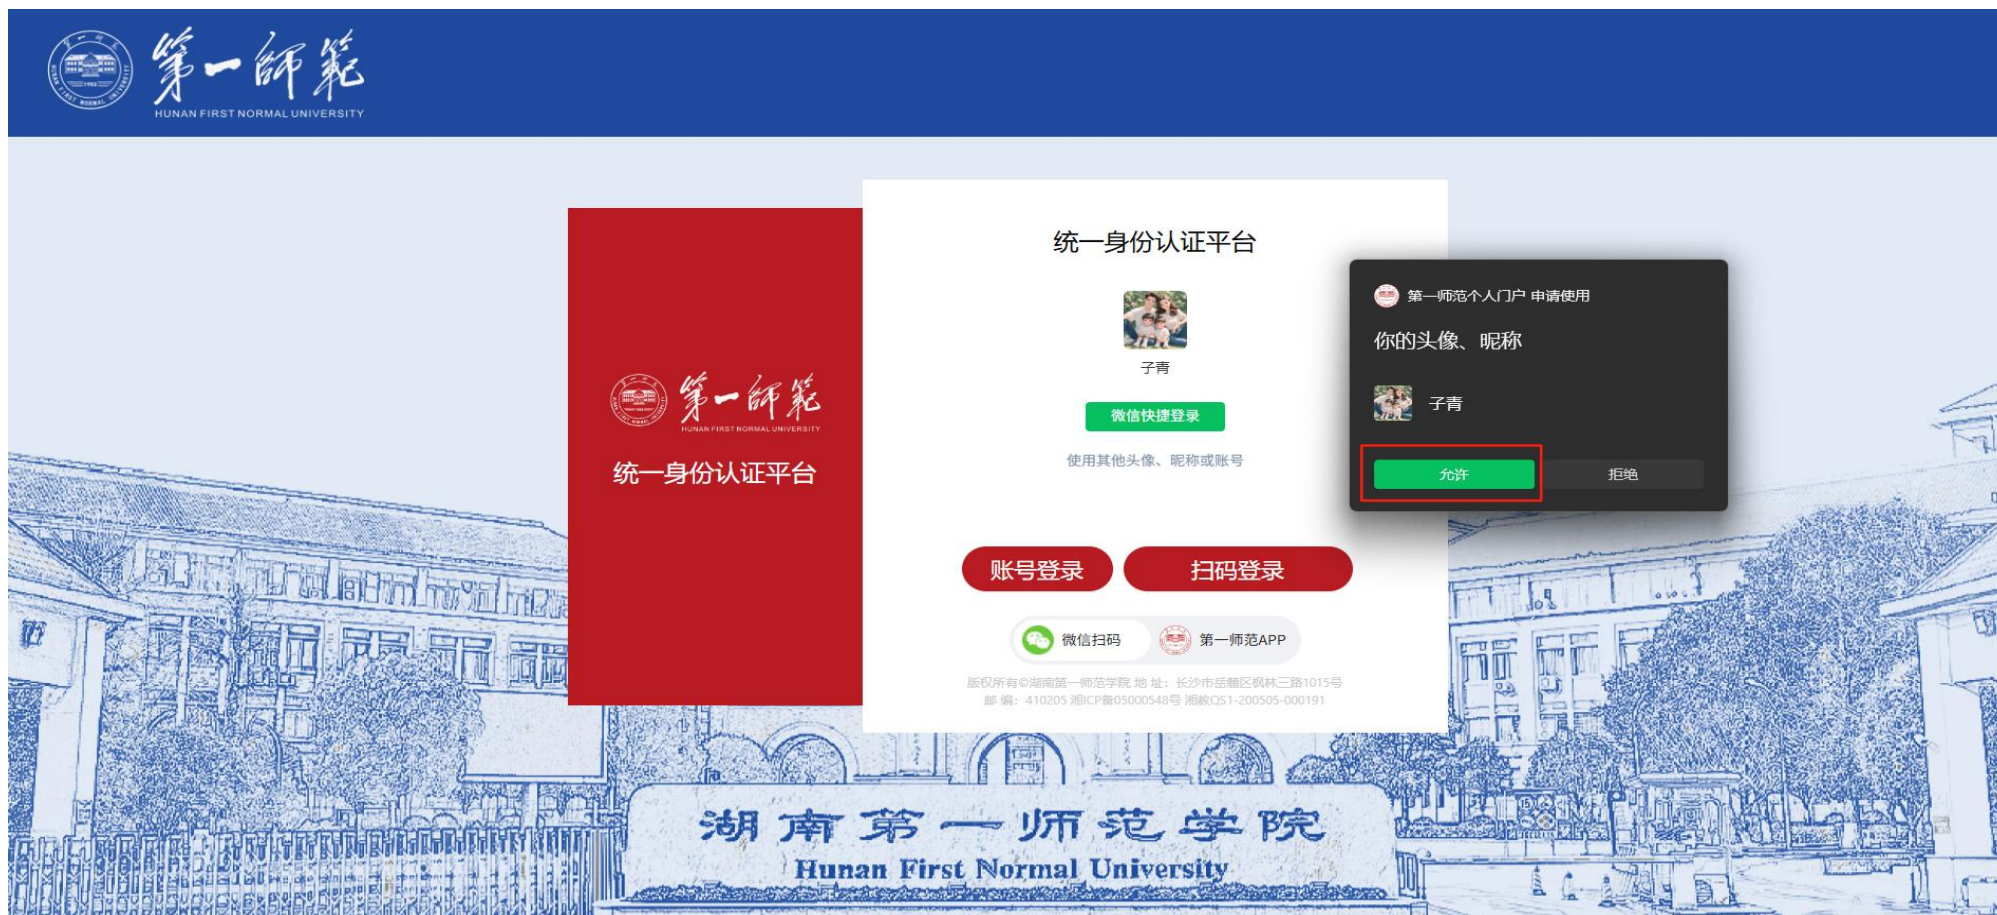 第一師範
HUNAN FIRST NORMAL UNIVERSITY
第一師範
HUNAN FIRST NORMAL UNIVERSITY
统一身份认证平台
统一身份认证平台
子青
微信快捷登录
使用其他头像、昵称或账号
账号登录 扫码登录
微信扫码 第一师范APP
版权所有©湖南第一师范学院 地 址：长沙市岳麓区枫林三路1015号
邮 编：410205 湘ICP备05000548号 湘教QS1-200505-000191
第一师范个人门户 申请使用
你的头像、昵称
子青
允许 拒绝
湖南第一师范学院
Hunan First Normal University